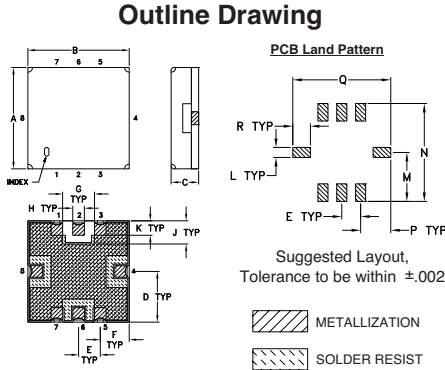 Outline Drawing
PCB Land Pattern
B
7 6 5
A
8
4
INDEX
1 2 3
C
Q
R TYP
L TYP
N
M
E TYP
P TYP
G
TYP
H TYP
1 2 3
K TYP
J TYP
8
4
D TYP
7 6 5
E
TYP
F
TYP
Suggested Layout,
Tolerance to be within ±.002
METALLIZATION
SOLDER RESIST